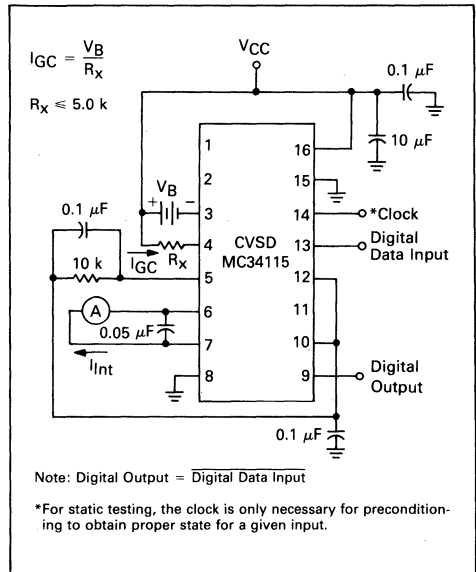 I_GC = V_B / R_x
R_x ⩽ 5.0 k
V_CC
0.1 μF
10 μF
1
2
3
4
5
6
7
8
16
15
14
13
12
11
10
9
CVSD
MC34115
+ V_B −
R_x
I_GC
0.1 μF
10 k
A
0.05 μF
I_Int
*Clock
Digital
Data Input
Digital
Output
0.1 μF
Note: Digital Output = D̅i̅g̅i̅t̅a̅l̅ ̅D̅a̅t̅a̅ ̅I̅n̅p̅u̅t̅
*For static testing, the clock is only necessary for precondition-
ing to obtain proper state for a given input.